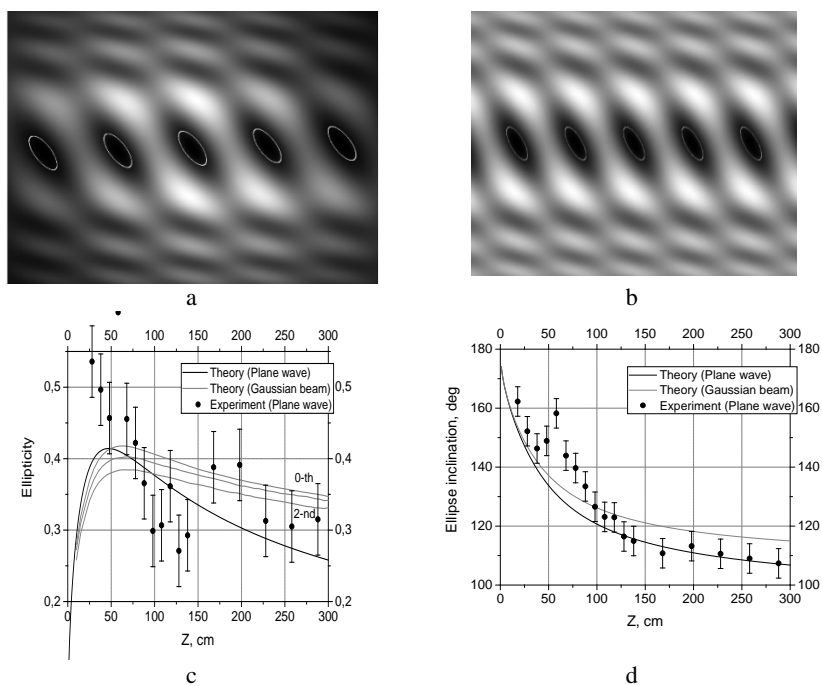 a
b
0 50 100 150 200 250 300
0,5
0,4
0,3
0,2
0,5
0,4
0,3
0,2
Theory (Plane wave)
Theory (Gaussian beam)
Experiment (Plane wave)
0-th
2-nd
Ellipticity
0 50 100 150 200 250 300
Z, cm
c
0 50 100 150 200 250 300
180
160
140
120
100
180
160
140
120
100
Theory (Plane wave)
Theory (Gaussian beam)
Experiment (Plane wave)
Ellipse inclination, deg
0 50 100 150 200 250 300
Z, cm
d